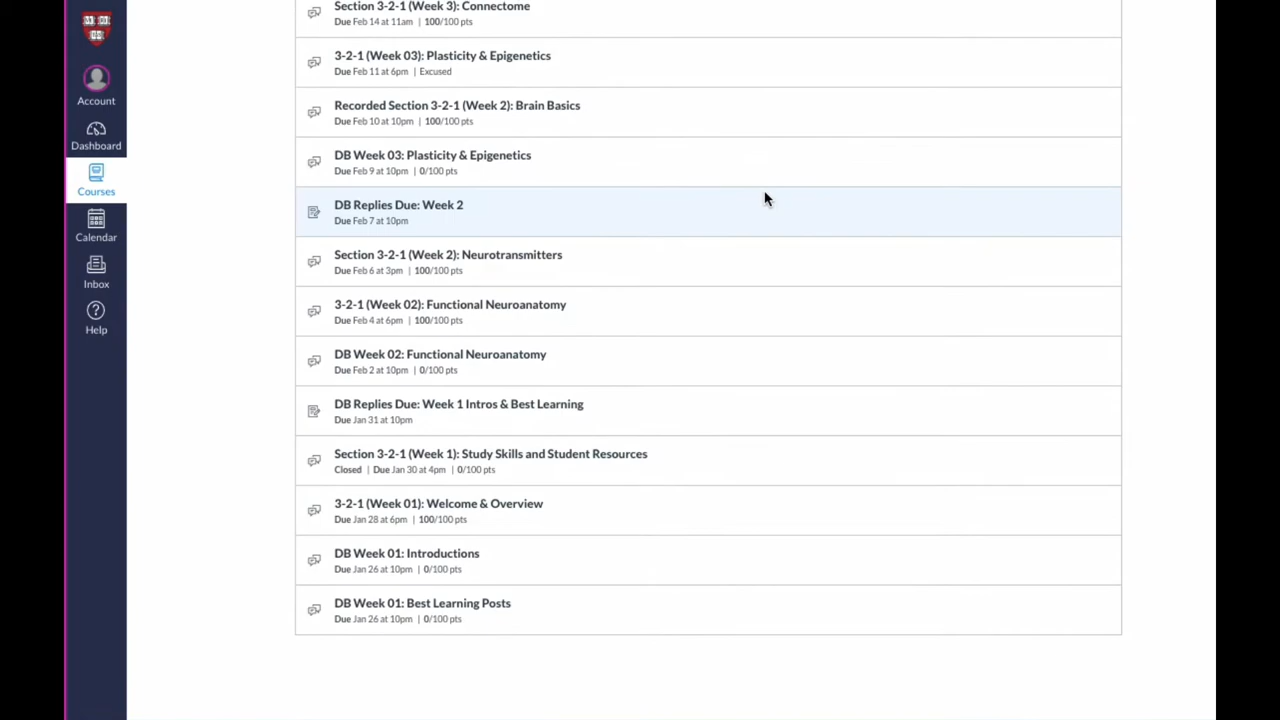 Section 3-2-1 (Week 3): Connectome
Due Feb 14 at 11am | 100/100 pts
3-2-1 (Week 03): Plasticity & Epigenetics
Due Feb 11 at 6pm | Excused
Recorded Section 3-2-1 (Week 2): Brain Basics
Due Feb 10 at 10pm | 100/100 pts
DB Week 03: Plasticity & Epigenetics
Due Feb 9 at 10pm | 0/100 pts
DB Replies Due: Week 2
Due Feb 7 at 10pm
Section 3-2-1 (Week 2): Neurotransmitters
Due Feb 6 at 3pm | 100/100 pts
3-2-1 (Week 02): Functional Neuroanatomy
Due Feb 4 at 6pm | 100/100 pts
DB Week 02: Functional Neuroanatomy
Due Feb 2 at 10pm | 0/100 pts
DB Replies Due: Week 1 Intros & Best Learning
Due Jan 31 at 10pm
Section 3-2-1 (Week 1): Study Skills and Student Resources
Closed | Due Jan 30 at 4pm | 0/100 pts
3-2-1 (Week 01): Welcome & Overview
Due Jan 28 at 6pm | 100/100 pts
DB Week 01: Introductions
Due Jan 26 at 10pm | 0/100 pts
DB Week 01: Best Learning Posts
Due Jan 26 at 10pm | 0/100 pts
Account
Dashboard
Courses
Calendar
Inbox
Help